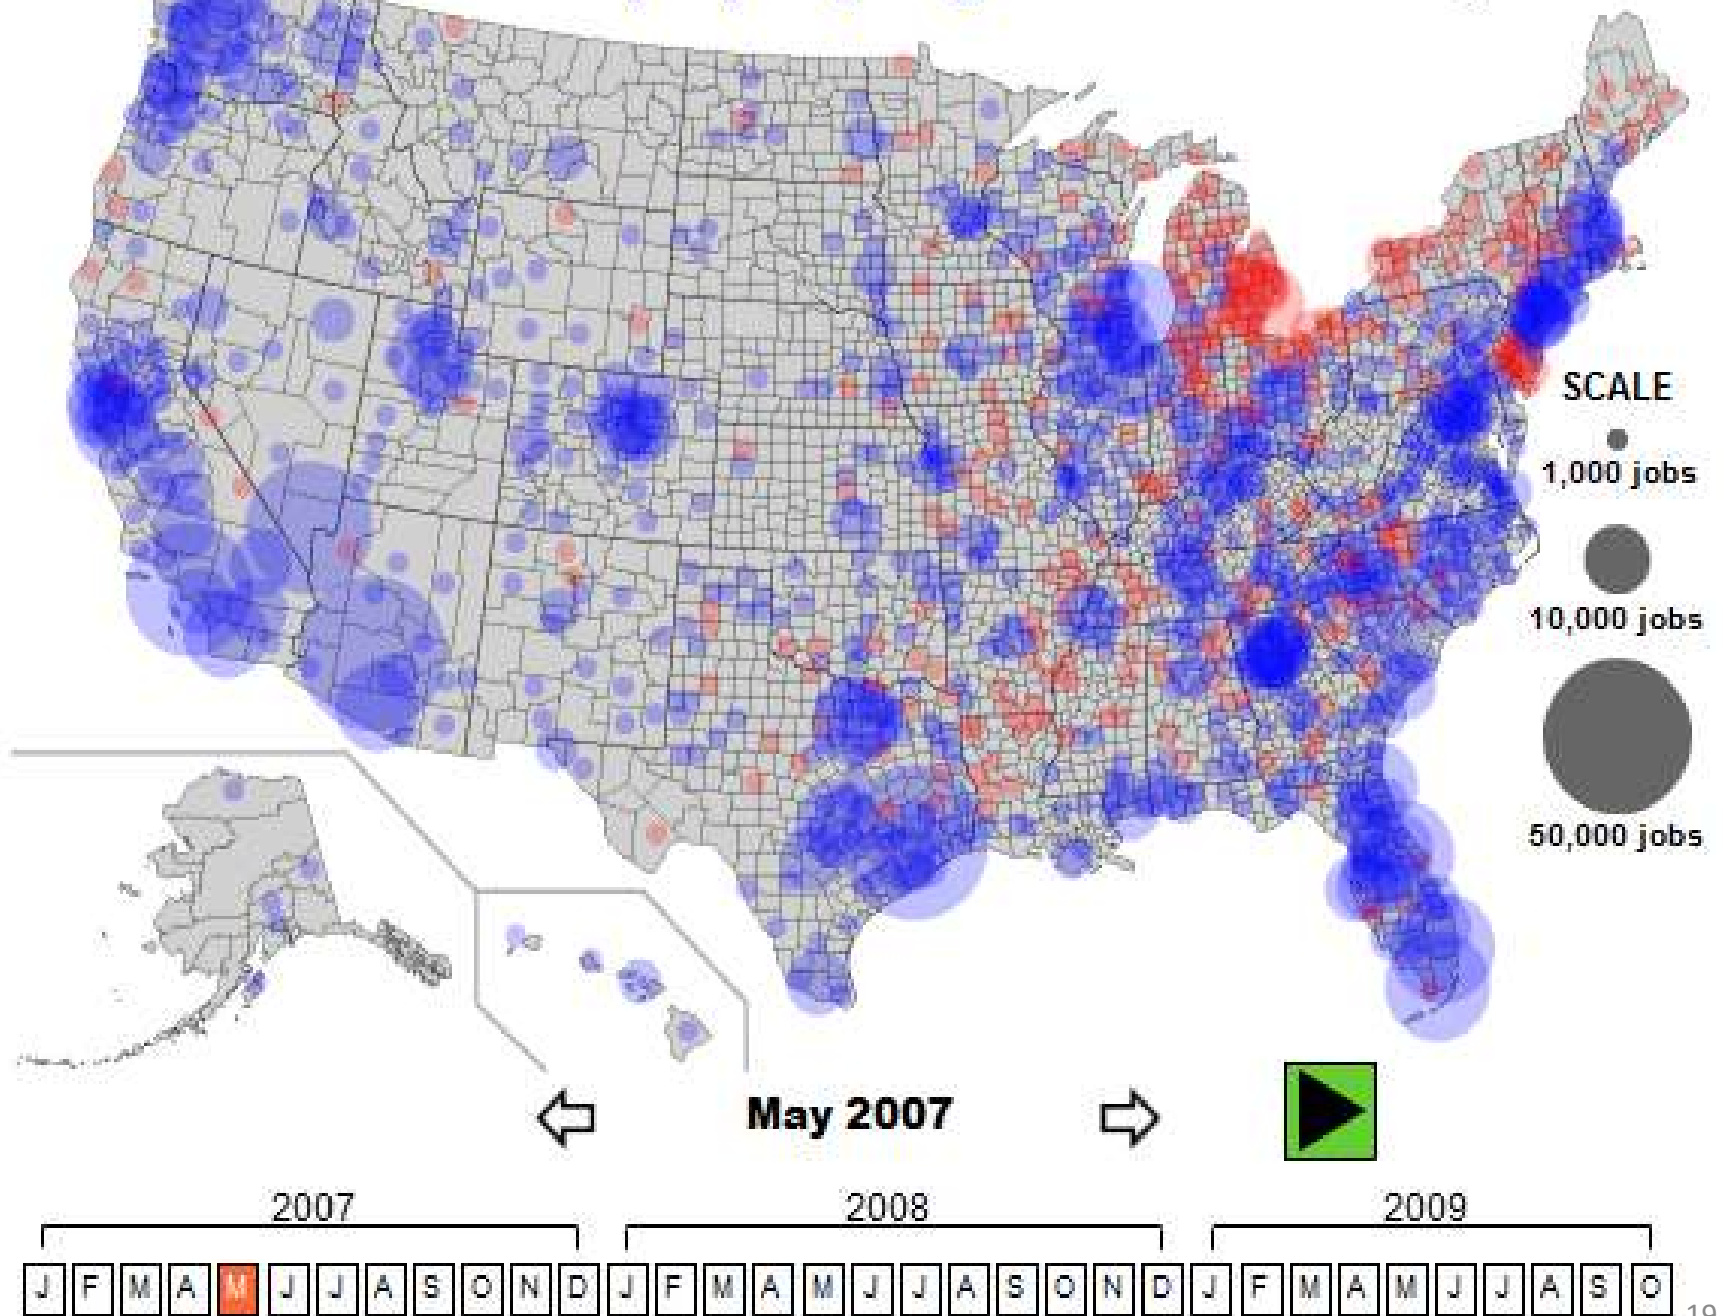 SCALE
1,000 jobs
10,000 jobs
50,000 jobs
May 2007
2007 2008 2009
J F M A M J J A S O N D J F M A M J J A S O N D J F M A M J J A S O
19